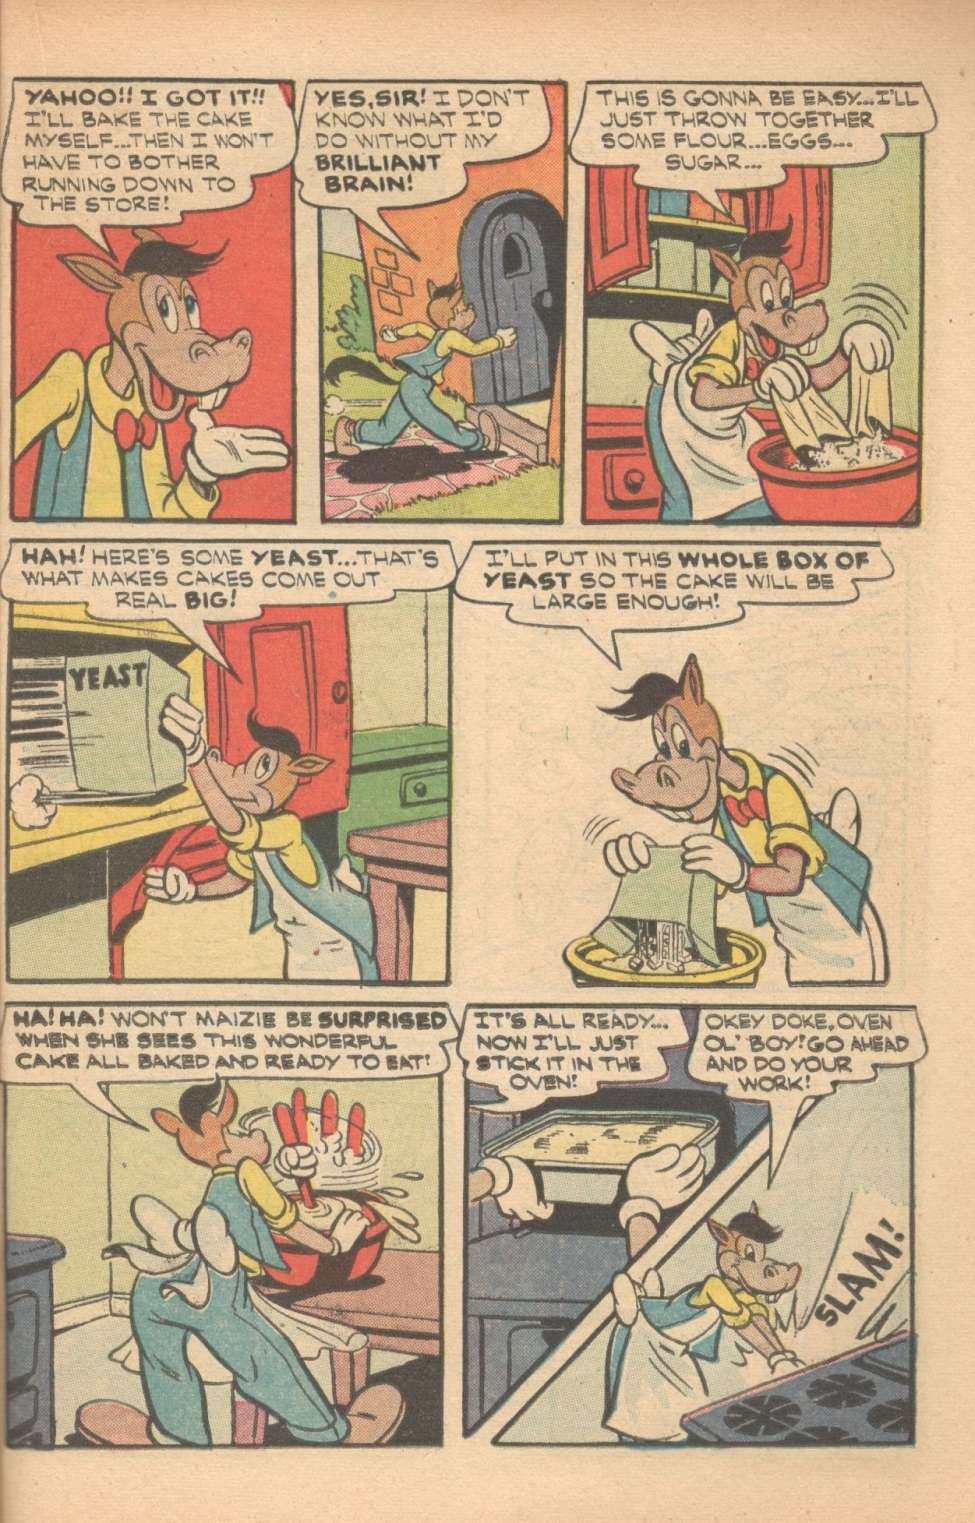 YAHOO!! I GOT IT!!
I'LL BAKE THE CAKE
MYSELF...THEN I WON'T
HAVE TO BOTHER
RUNNING DOWN TO
THE STORE!
YES, SIR! I DON'T
KNOW WHAT I'D
DO WITHOUT MY
BRILLIANT
BRAIN!
THIS IS GONNA BE EASY...I'LL
JUST THROW TOGETHER
SOME FLOUR...EGGS...
SUGAR...
HAH! HERE'S SOME YEAST...THAT'S
WHAT MAKES CAKES COME OUT
REAL BIG!
YEAST
I'LL PUT IN THIS WHOLE BOX OF
YEAST SO THE CAKE WILL BE
LARGE ENOUGH!
HA! HA! WON'T MAIZIE BE SURPRISED
WHEN SHE SEES THIS WONDERFUL
CAKE ALL BAKED AND READY TO EAT!
IT'S ALL READY...
NOW I'LL JUST
STICK IT IN THE
OVEN!
OKEY DOKE, OVEN
OL' BOY! GO AHEAD
AND DO YOUR
WORK!
SLAM!